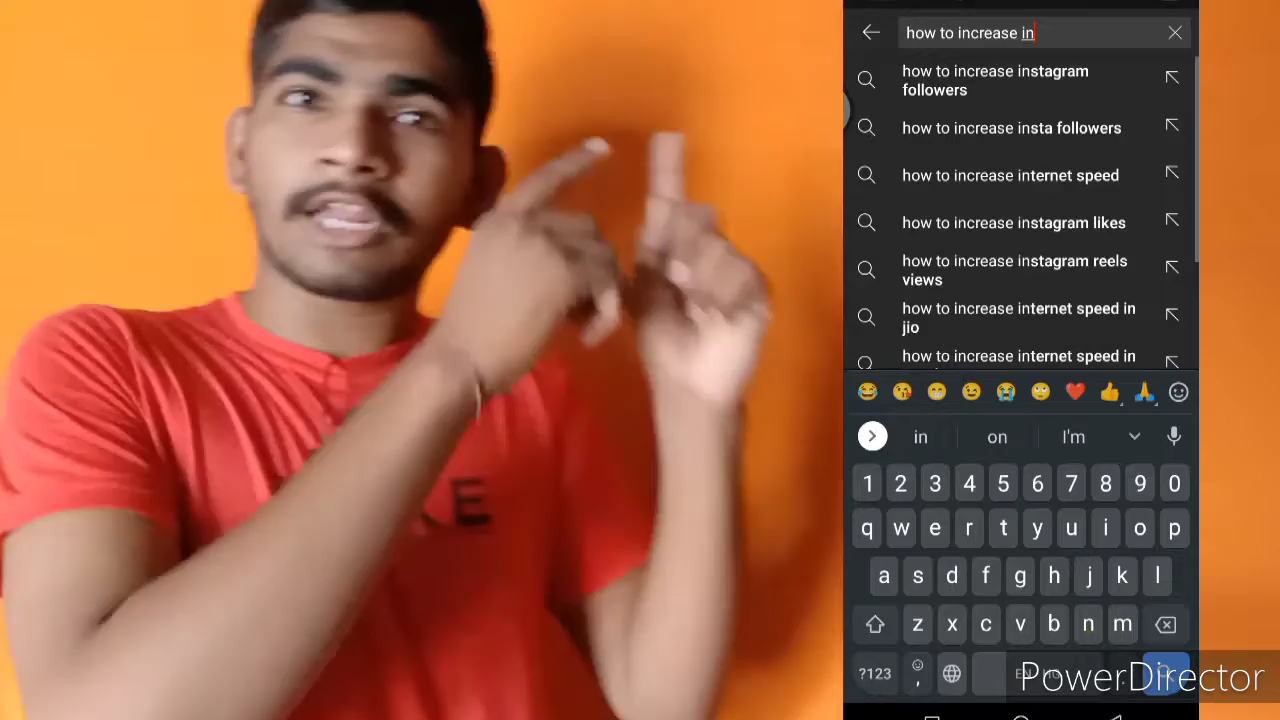 how to increase in
how to increase instagram
followers
how to increase insta followers
how to increase internet speed
how to increase instagram likes
how to increase instagram reels
views
how to increase internet speed in
jio
how to increase internet speed in
in
on
I'm
1 2 3 4 5 6 7 8 9 0
q w e r t y u i o p
a s d f g h j k l
z x c v b n m
?123 , EN
PowerDirector